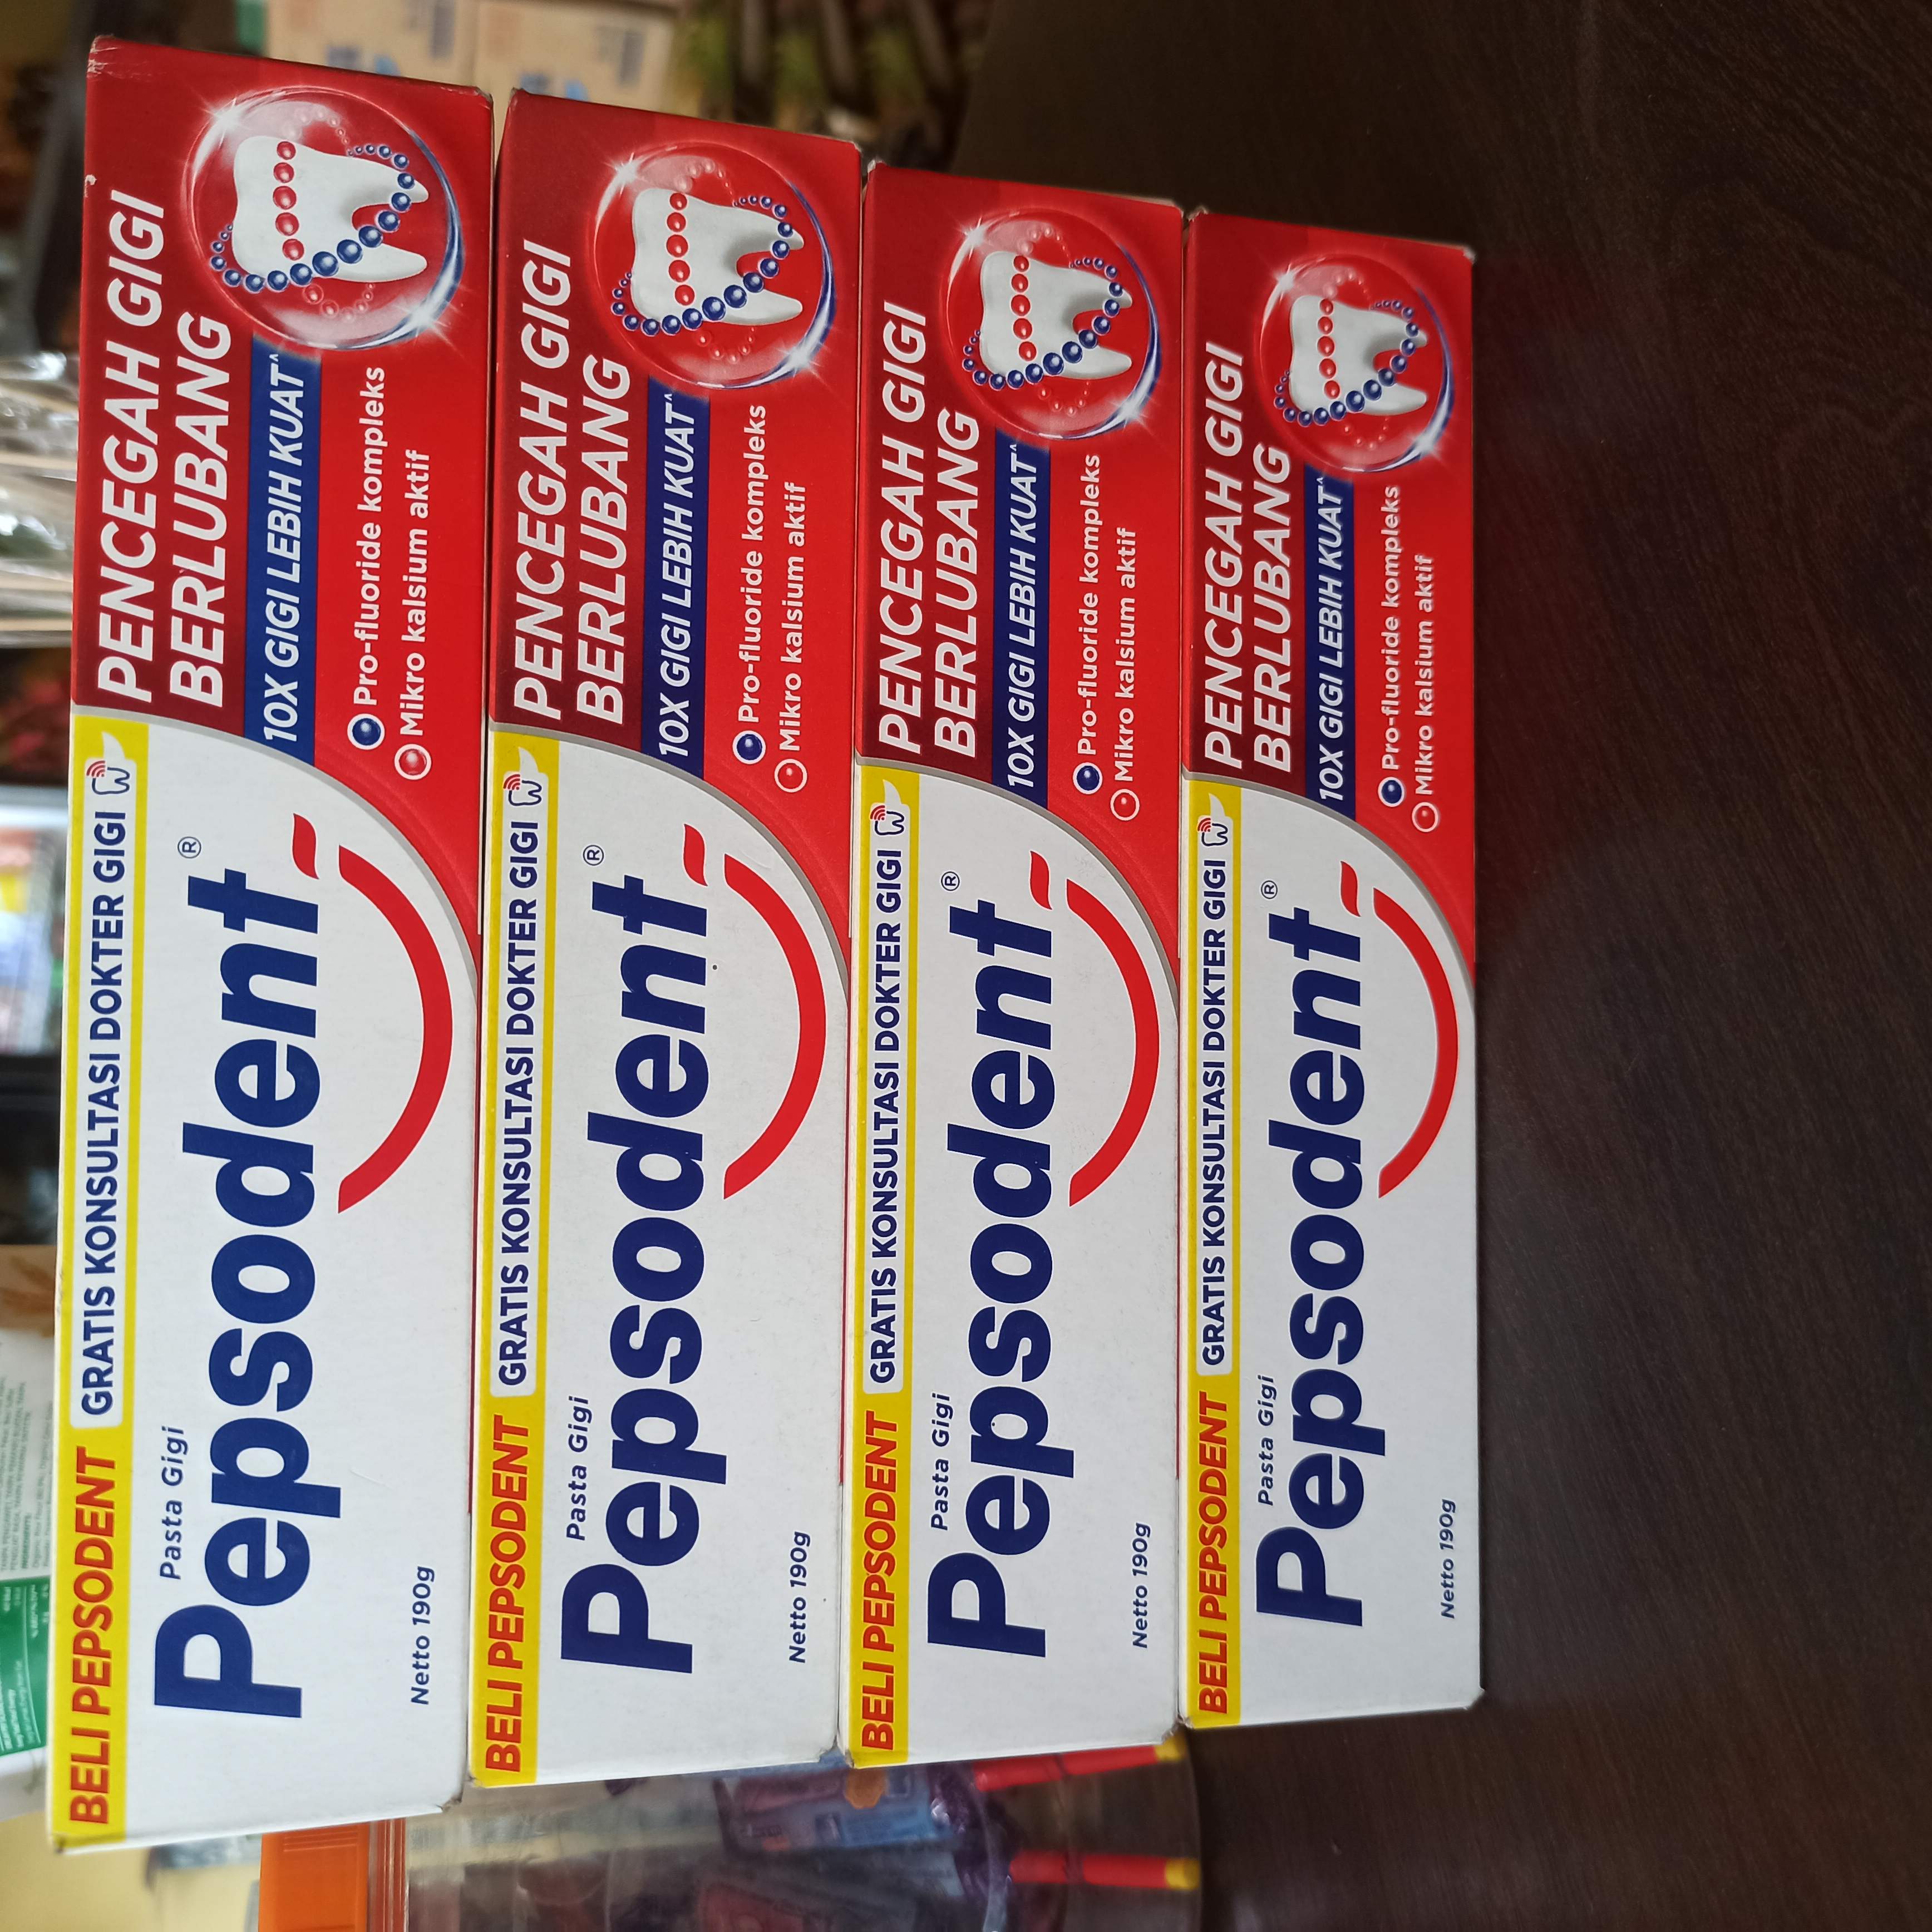 BELI PEPSODENT GRATIS KONSULTASI DOKTER GIGI
Pasta Gigi
Pepsodent®
Netto 190g
PENCEGAH GIGI
BERLUBANG
10X GIGI LEBIH KUAT^
Pro-fluoride kompleks
Mikro kalsium aktif
BELI PEPSODENT GRATIS KONSULTASI DOKTER GIGI
Pasta Gigi
Pepsodent®
Netto 190g
PENCEGAH GIGI
BERLUBANG
10X GIGI LEBIH KUAT^
Pro-fluoride kompleks
Mikro kalsium aktif
BELI PEPSODENT GRATIS KONSULTASI DOKTER GIGI
Pasta Gigi
Pepsodent®
Netto 190g
PENCEGAH GIGI
BERLUBANG
10X GIGI LEBIH KUAT^
Pro-fluoride kompleks
Mikro kalsium aktif
BELI PEPSODENT GRATIS KONSULTASI DOKTER GIGI
Pasta Gigi
Pepsodent®
Netto 190g
PENCEGAH GIGI
BERLUBANG
10X GIGI LEBIH KUAT^
Pro-fluoride kompleks
Mikro kalsium aktif